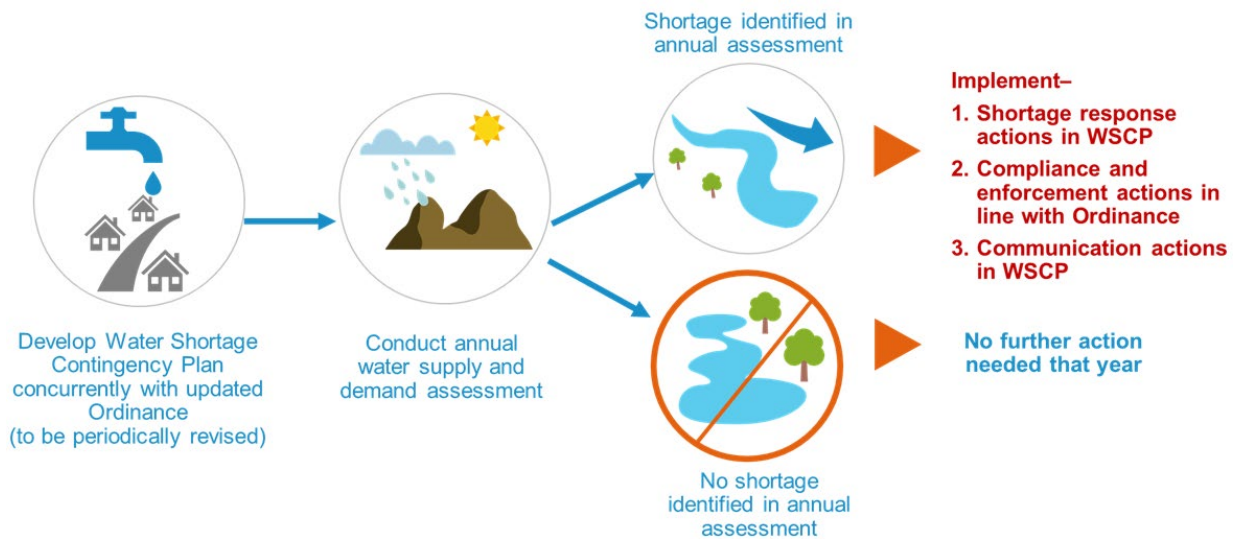 Develop Water Shortage
Contingency Plan
concurrently with updated
Ordinance
(to be periodically revised)
Conduct annual
water supply and
demand assessment
Shortage identified in
annual assessment
Implement–
1. Shortage response
actions in WSCP
2. Compliance and
enforcement actions in
line with Ordinance
3. Communication actions
in WSCP
No shortage
identified in annual
assessment
No further action
needed that year